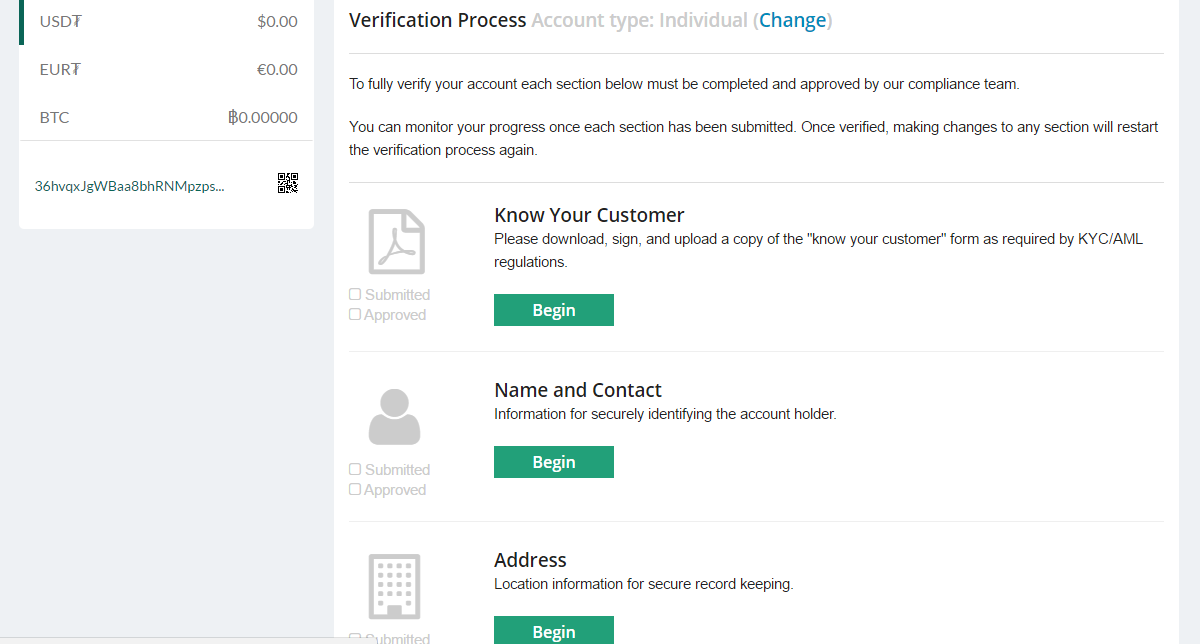 USD₮ $0.00
EUR₮ €0.00
BTC ฿0.00000
36hvqxJgWBaa8bhRNMpzps...
Verification Process Account type: Individual (Change)
To fully verify your account each section below must be completed and approved by our compliance team.
You can monitor your progress once each section has been submitted. Once verified, making changes to any section will restart
the verification process again.
Know Your Customer
Please download, sign, and upload a copy of the "know your customer" form as required by KYC/AML
regulations.
Submitted
Approved
Begin
Name and Contact
Information for securely identifying the account holder.
Begin
Submitted
Approved
Address
Location information for secure record keeping.
Begin
Submitted